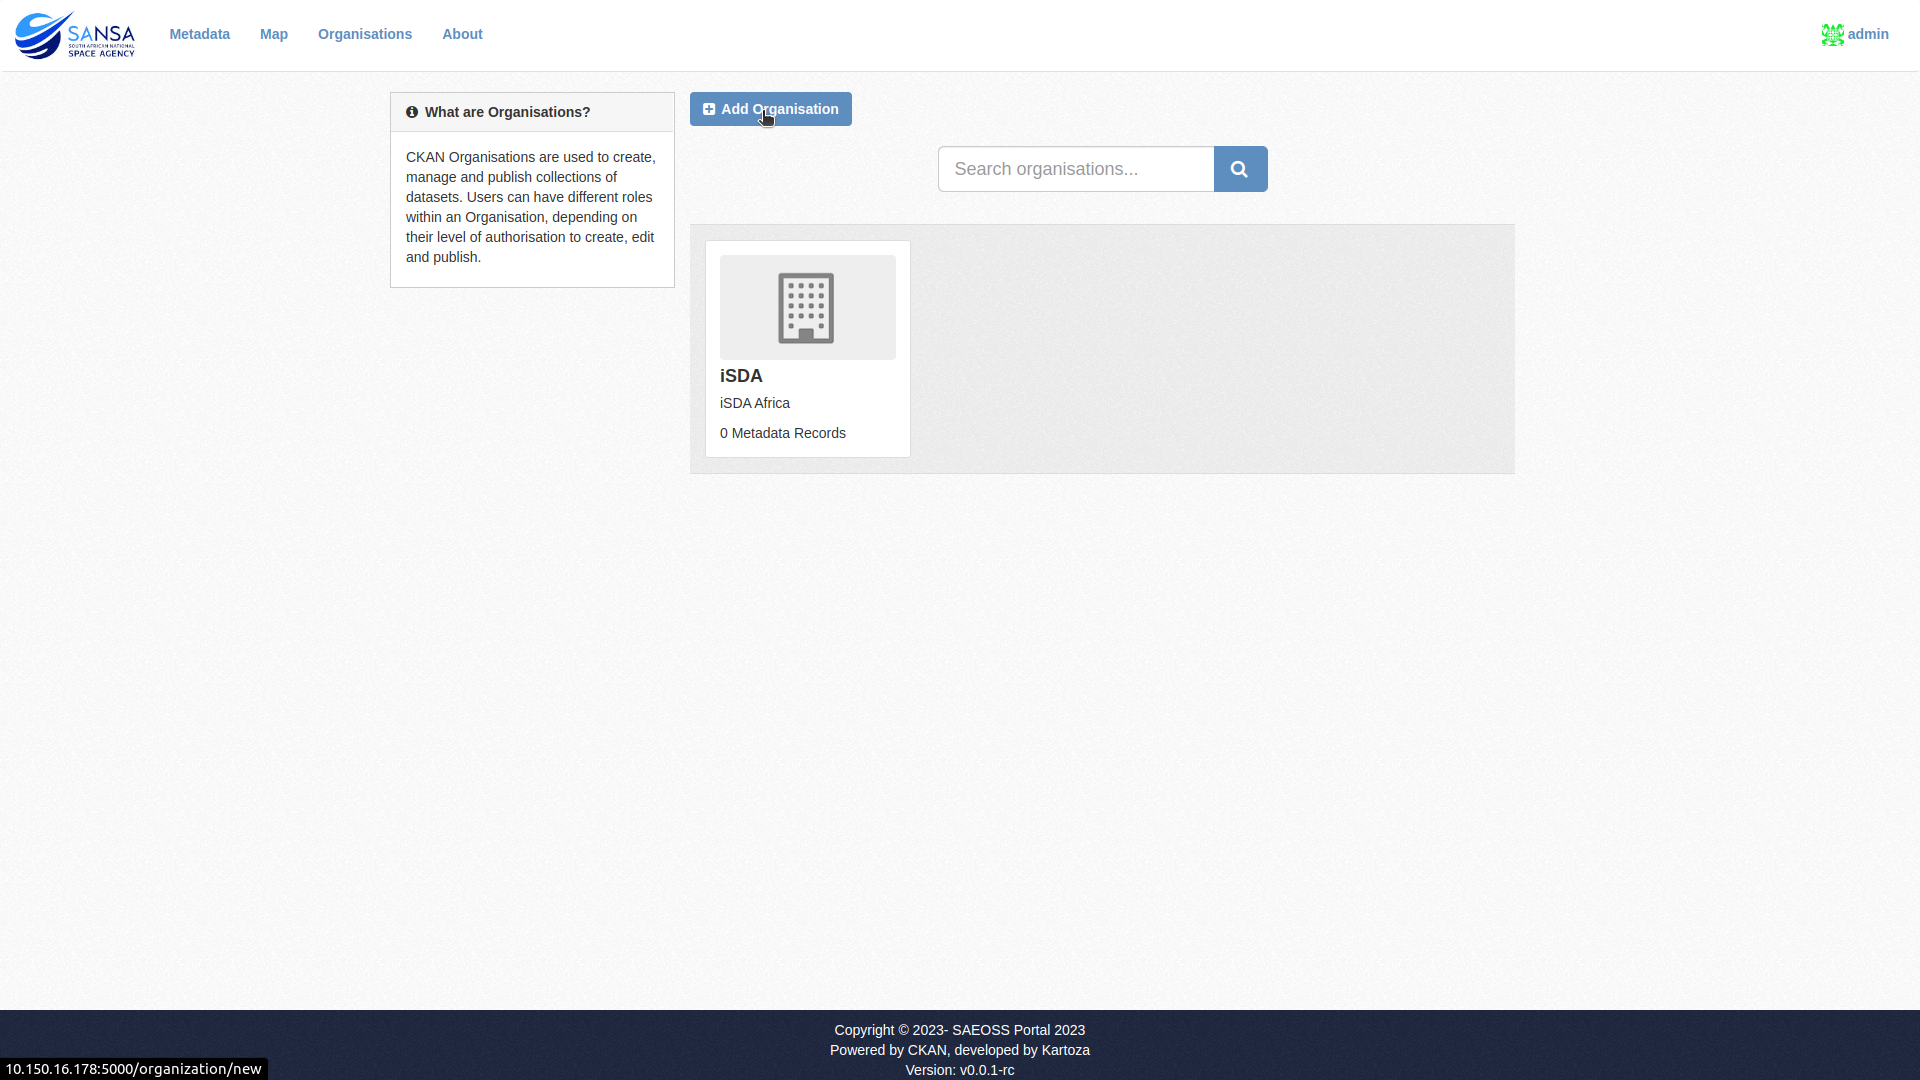 SANSA
SOUTH AFRICAN NATIONAL
SPACE AGENCY
Metadata
Map
Organisations
About
admin
What are Organisations?
CKAN Organisations are used to create,
manage and publish collections of
datasets. Users can have different roles
within an Organisation, depending on
their level of authorisation to create, edit
and publish.
Add Organisation
Search organisations...
iSDA
iSDA Africa
0 Metadata Records
Copyright © 2023- SAEOSS Portal 2023
Powered by CKAN, developed by Kartoza
Version: v0.0.1-rc
10.150.16.178:5000/organization/new